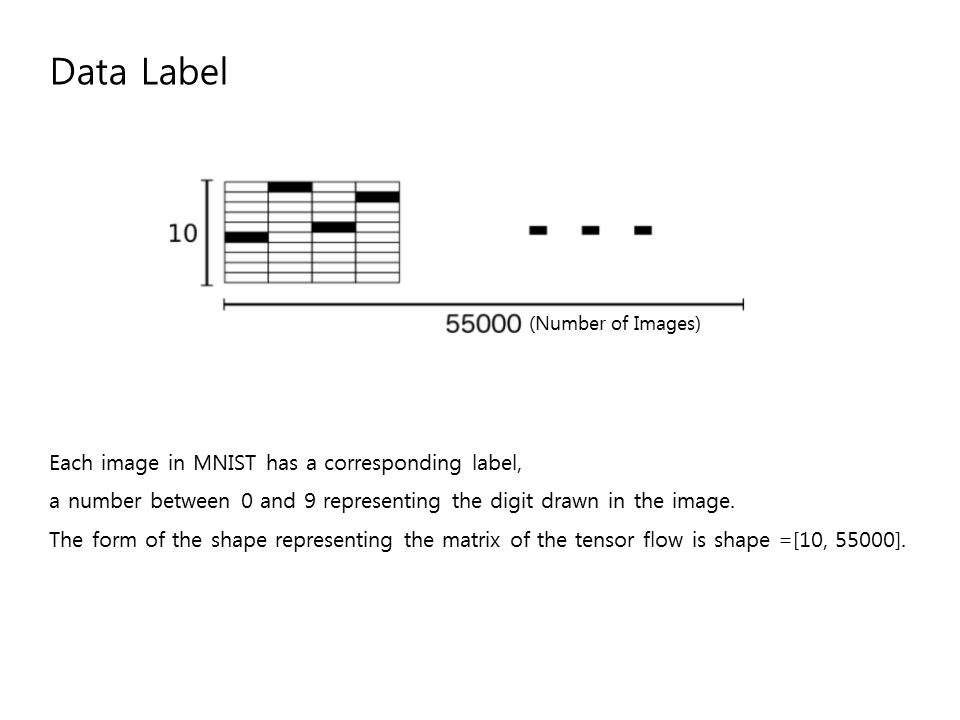 Data Label
10
55000 (Number of Images)
Each image in MNIST has a corresponding label,
a number between 0 and 9 representing the digit drawn in the image.
The form of the shape representing the matrix of the tensor flow is shape =[10, 55000].